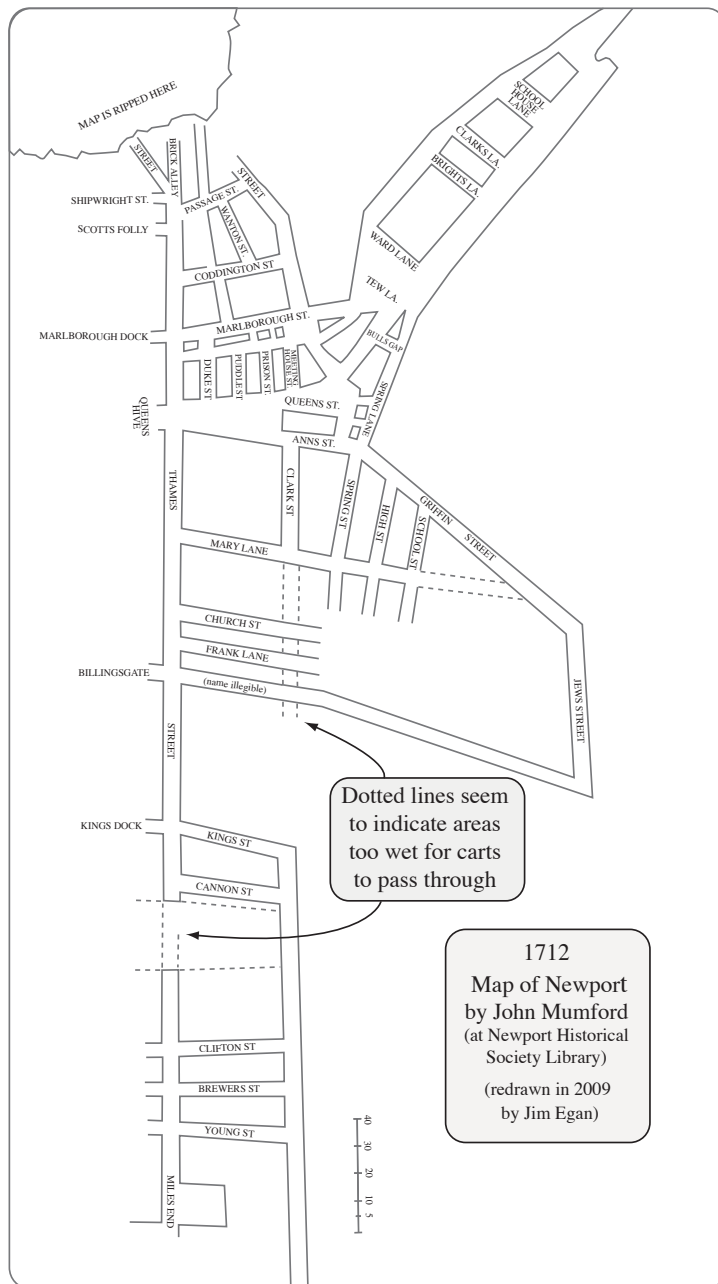 MAP IS RIPPED HERE
SCHOOL
HOUSE
LANE
CLARKS LA.
BRIGHTS LA.
STREET
BRICK ALLEY
STREET
SHIPWRIGHT ST.
PASSAGE ST.
SCOTTS FOLLY
WANTON ST.
WARD LANE
CODDINGTON ST
TEW LA.
MARLBOROUGH ST.
MARLBOROUGH DOCK
BULLS GAP
DUKE ST
PUDDLE ST
PRISON ST.
MEETING
HOUSE ST.
QUEENS
HIVE
QUEENS ST.
SPRING LANE
ANNS ST.
THAMES
CLARK ST
SPRING ST
HIGH ST
SCHOOL ST
GRIFFIN
STREET
MARY LANE
CHURCH ST
FRANK LANE
BILLINGSGATE
(name illegible)
JEWS STREET
STREET
Dotted lines seem
to indicate areas
too wet for carts
to pass through
KINGS DOCK
KINGS ST
CANNON ST
1712
Map of Newport
by John Mumford
(at Newport Historical
Society Library)
(redrawn in 2009
by Jim Egan)
CLIFTON ST
BREWERS ST
YOUNG ST
MILES END
40
30
20
10
5